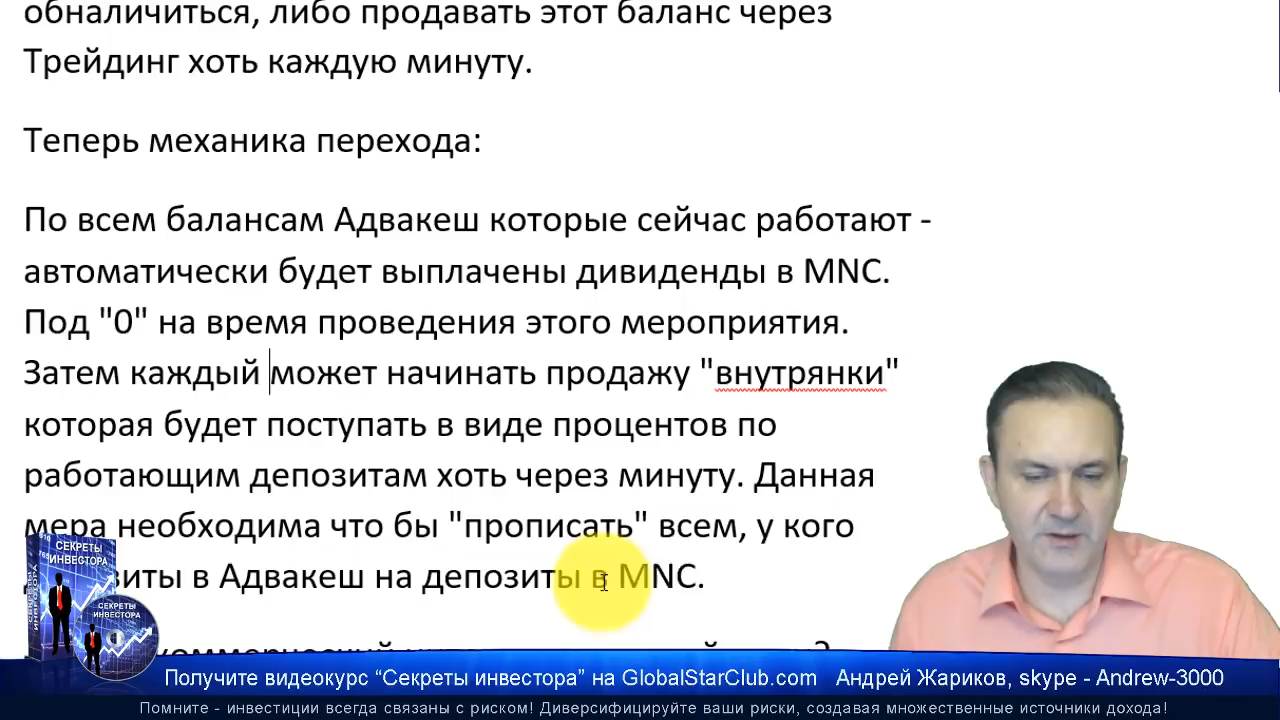 обналичиться, либо продавать этот баланс через
Трейдинг хоть каждую минуту.
Теперь механика перехода:
По всем балансам Адвакеш которые сейчас работают -
автоматически будет выплачены дивиденды в MNC.
Под "0" на время проведения этого мероприятия.
Затем каждый может начинать продажу "внутрянки"
которая будет поступать в виде процентов по
работающим депозитам хоть через минуту. Данная
мера необходима что бы "прописать" всем, у кого
в Адвакеш на депозиты в MNC.
СЕКРЕТЫ
ИНВЕСТОРА
СЕКРЕТЫ
ИНВЕСТОРА
СЕКРЕТЫ ИНВЕСТОРА
Получите видеокурс “Секреты инвестора” на GlobalStarClub.com Андрей Жариков, skype - Andrew-3000
Помните - инвестиции всегда связаны с риском! Диверсифицируйте ваши риски, создавая множественные источники дохода!